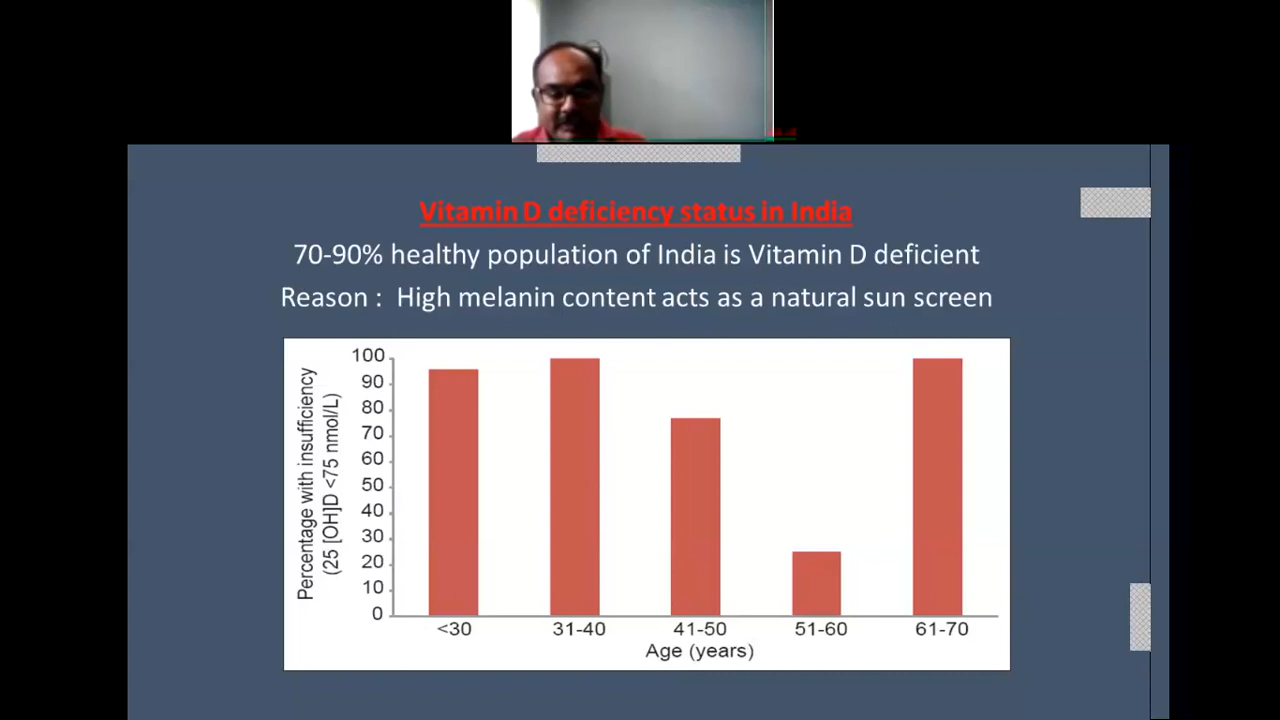 Vitamin D deficiency status in India
70-90% healthy population of India is Vitamin D deficient
Reason :  High melanin content acts as a natural sun screen
Percentage with insufficiency
(25 [OH]D <75 nmol/L)
100
90
80
70
60
50
40
30
20
10
0
<30 31-40 41-50 51-60 61-70
Age (years)